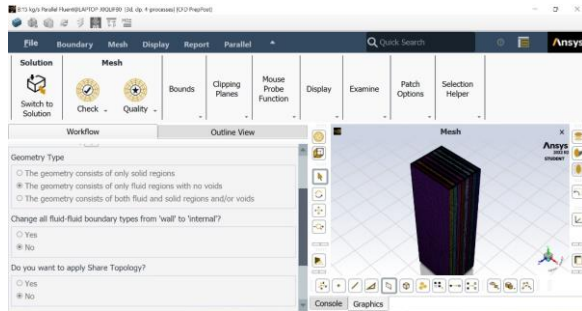 8:15 kg/s Parallel Fluent@LAPTOP [3d, dp, 4-processes] [CFD PrepPost]
File Boundary Mesh Display Report Parallel
Quick Search
Ansys
Solution
Mesh
Switch to Solution
Check
Quality
Bounds
Clipping Planes
Mouse Probe Function
Display
Examine
Patch Options
Selection Helper
Workflow
Outline View
Mesh
Ansys
STUDENT
Geometry Type
The geometry consists of only solid regions
The geometry consists of only fluid regions with no voids
The geometry consists of both fluid and solid regions and/or voids
Change all fluid-fluid boundary types from 'wall' to 'internal'?
Yes
No
Do you want to apply Share Topology?
Yes
No
Console Graphics